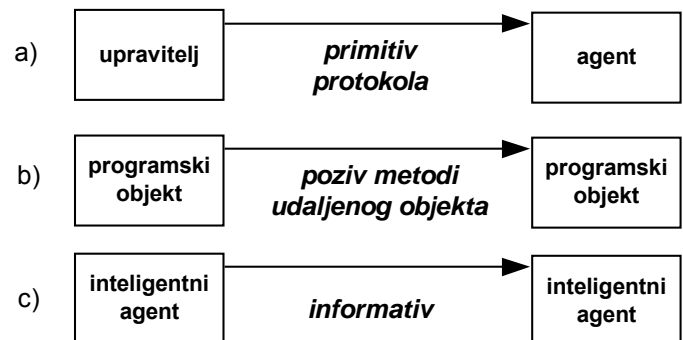 a)
upravitelj
primitiv
protokola
agent
b)
programski
objekt
poziv metodi
udaljenog objekta
programski
objekt
c)
inteligentni
agent
informativ
inteligentni
agent